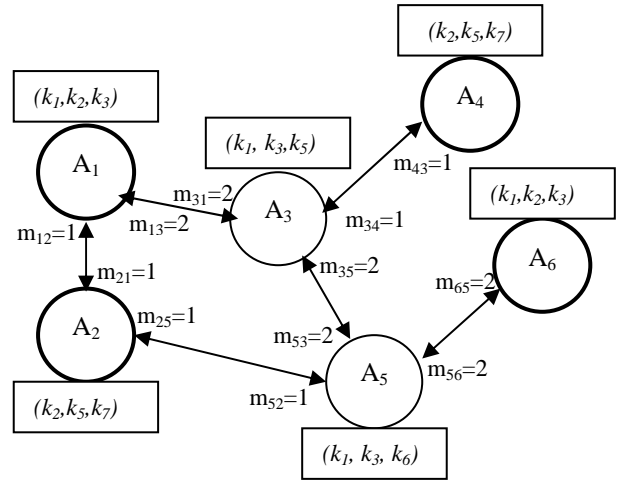 (k₂,k₅,k₇)
A₄
(k₁,k₂,k₃)
A₁
(k₁, k₃,k₅)
A₃
m₄₃=1
m₃₁=2
m₁₃=2
m₃₄=1
(k₁,k₂,k₃)
A₆
m₁₂=1
m₂₁=1
m₃₅=2
m₆₅=2
A₂
m₂₅=1
m₅₃=2
A₅
m₅₆=2
m₅₂=1
(k₂,k₅,k₇)
(k₁, k₃, k₆)